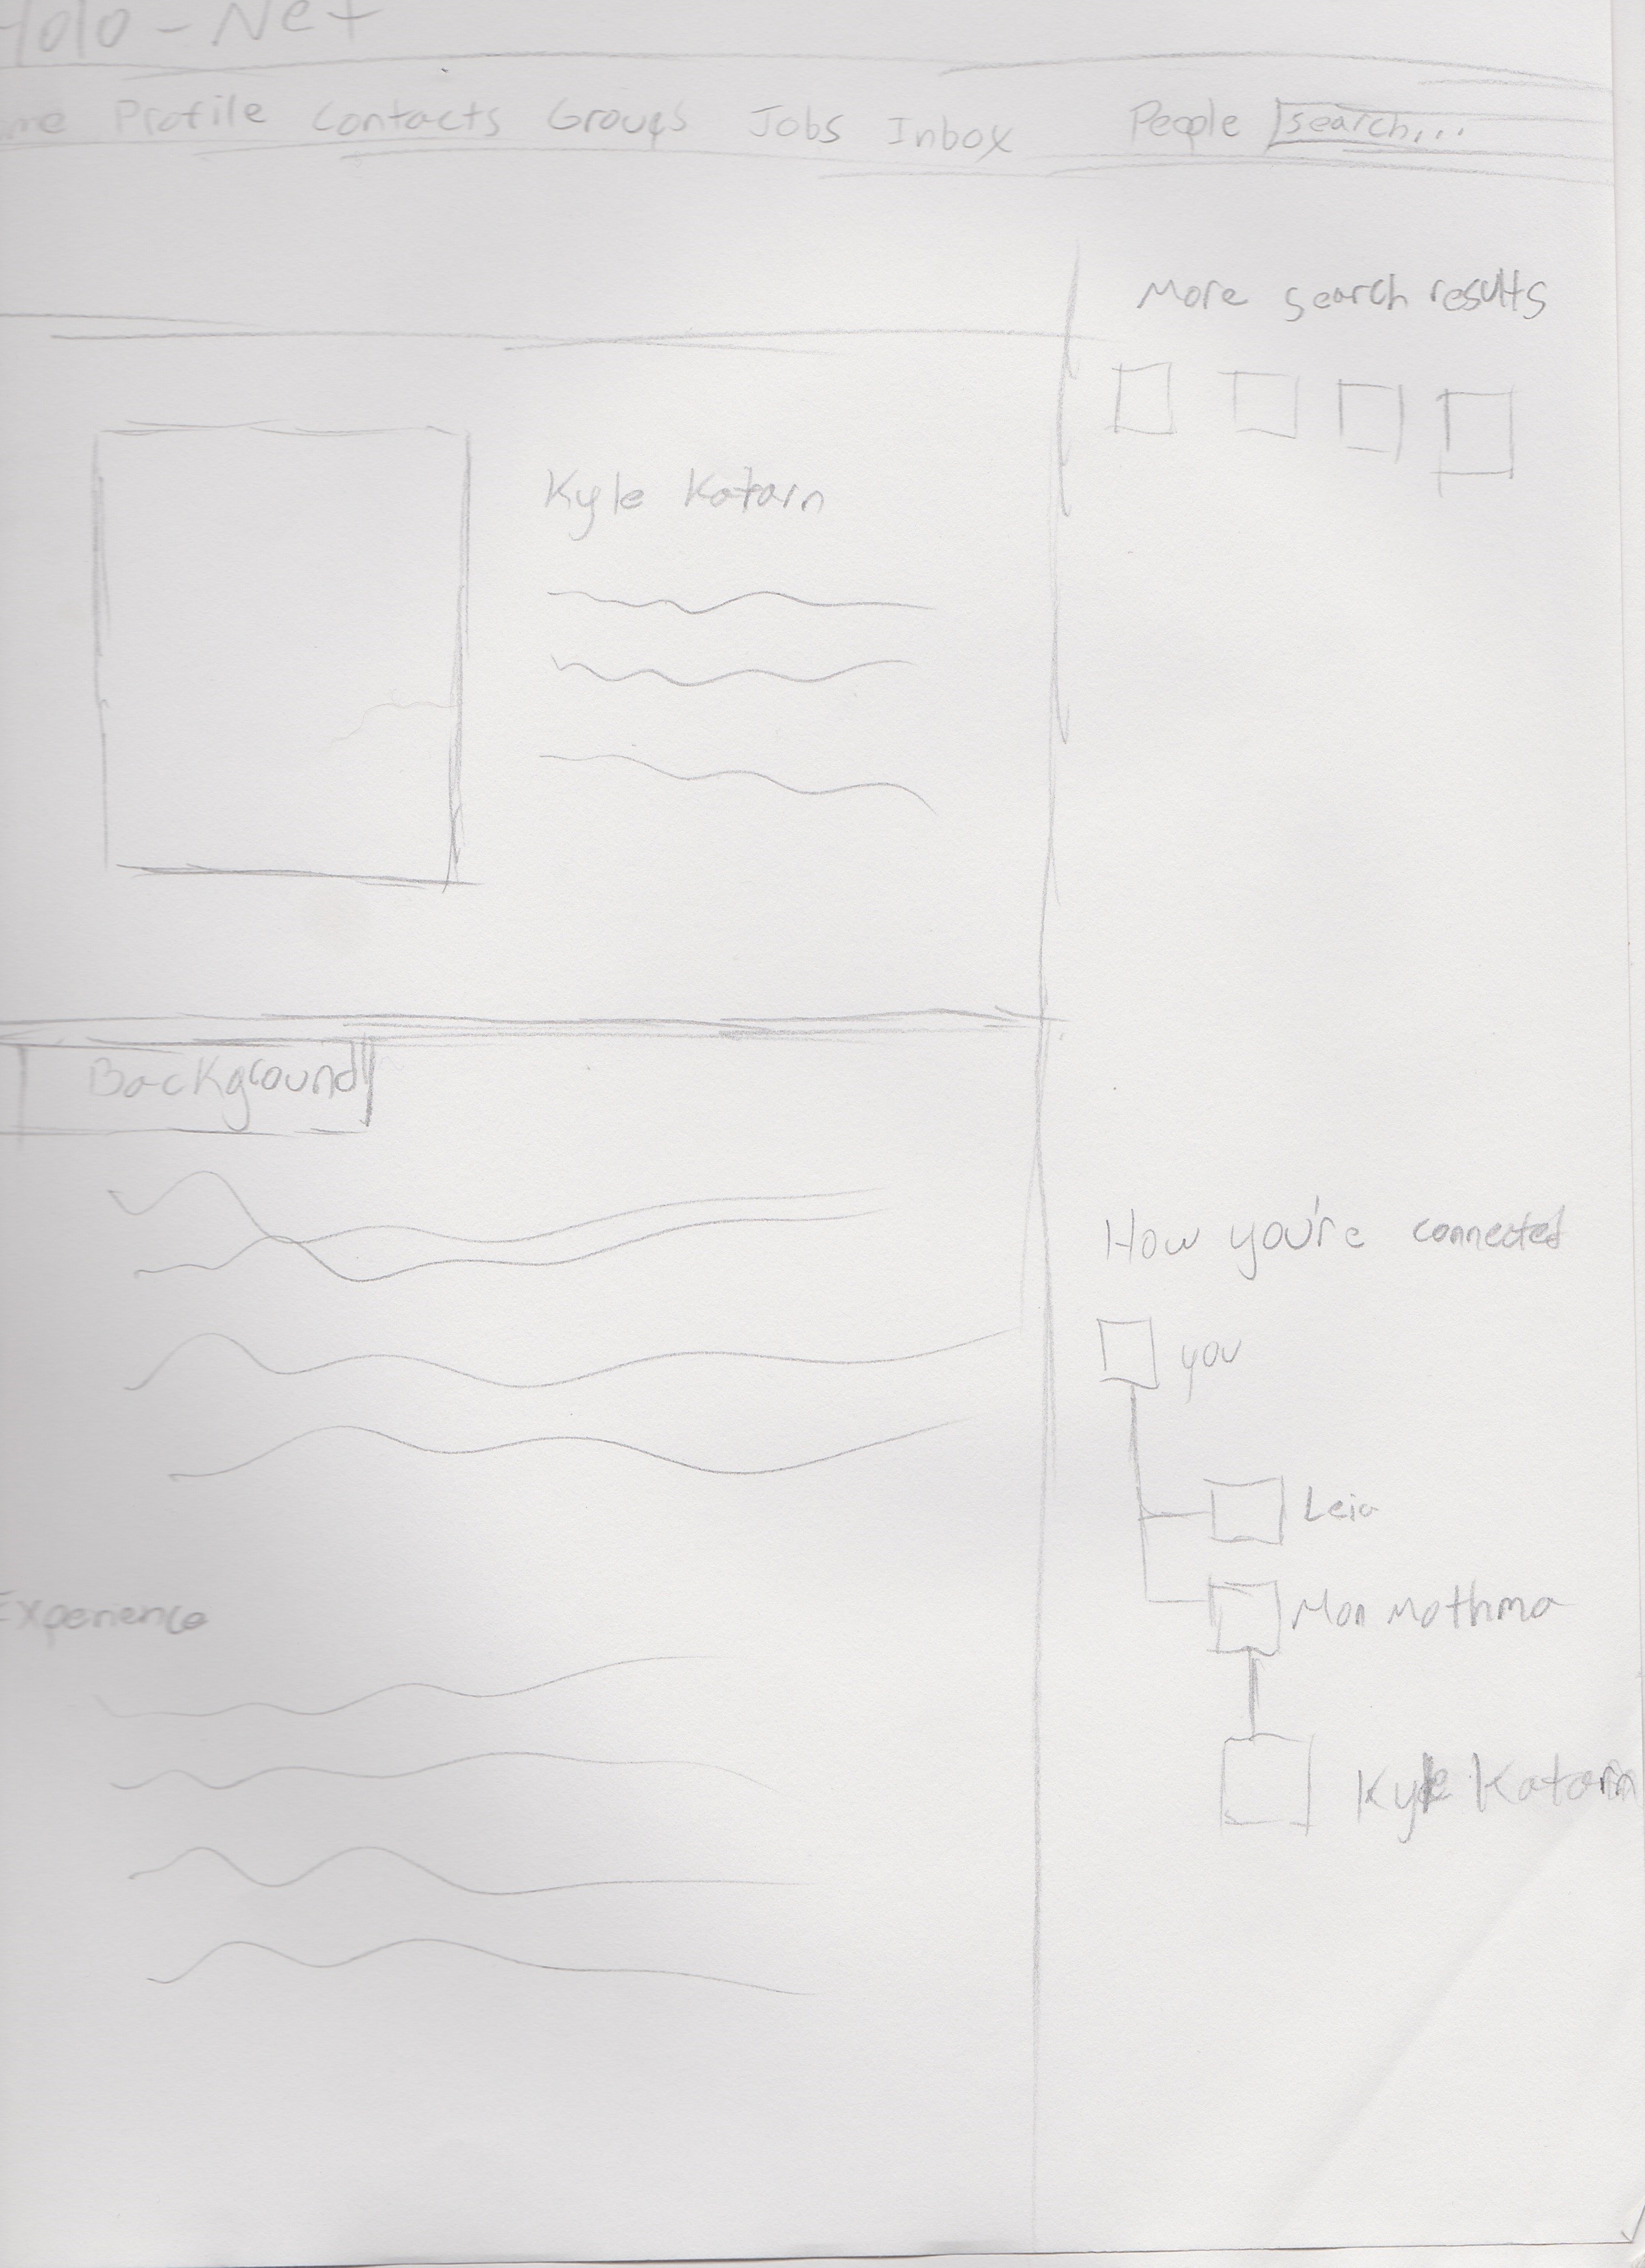 Holo-Net
me Profile Contacts Groups Jobs Inbox People search...
More search results
Kyle Katarn
Background
How you're connected
you
Leia
Mon Mothma
Experience
Kyle Katarn